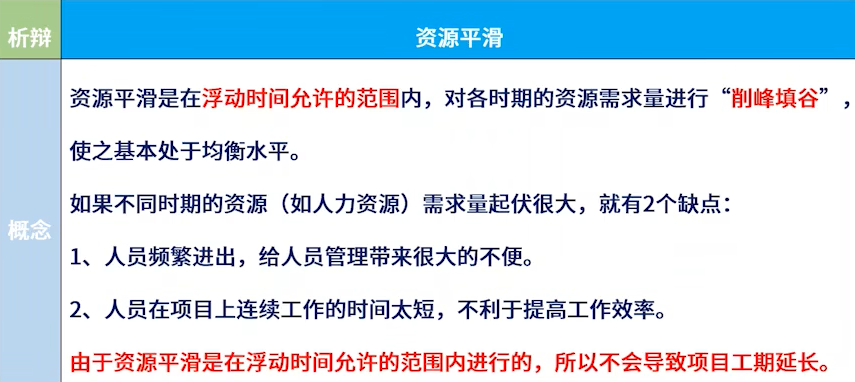 析辩
资源平滑
资源平滑是在浮动时间允许的范围内，对各时期的资源需求量进行“削峰填谷”，
使之基本处于均衡水平。
概念
如果不同时期的资源（如人力资源）需求量起伏很大，就有2个缺点：
1、人员频繁进出，给人员管理带来很大的不便。
2、人员在项目上连续工作的时间太短，不利于提高工作效率。
由于资源平滑是在浮动时间允许的范围内进行的，所以不会导致项目工期延长。